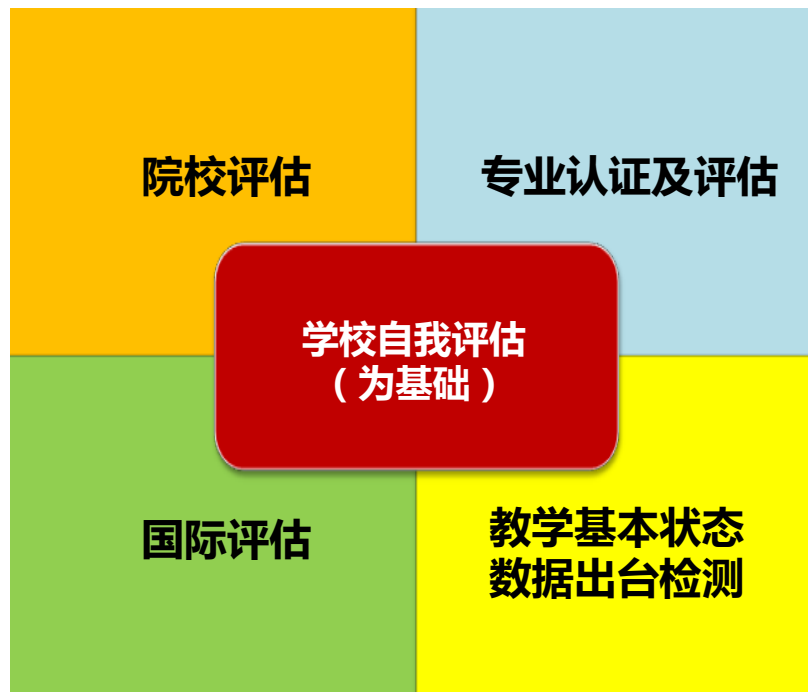 院校评估
专业认证及评估
学校自我评估
（为基础）
国际评估
教学基本状态
数据出台检测